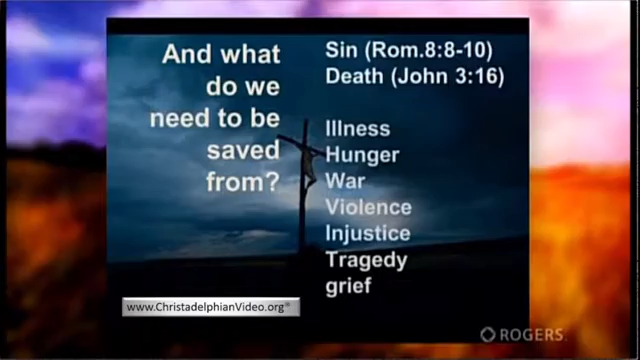 And what
do we
need to be
saved
from?
Sin (Rom.8:8-10)
Death (John 3:16)
Illness
Hunger
War
Violence
Injustice
Tragedy
grief
www.ChristadelphianVideo.org®
ROGERS